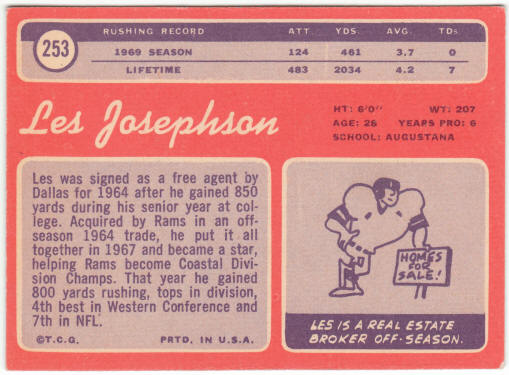 253
RUSHING RECORD ATT. YDS. AVG. TDs.
1969 SEASON 124 461 3.7 0
LIFETIME 483 2034 4.2 7
Les Josephson
HT: 6'0" WT: 207
AGE: 28 YEARS PRO: 6
SCHOOL: AUGUSTANA
Les was signed as a free agent by
Dallas for 1964 after he gained 850
yards during his senior year at col-
lege. Acquired by Rams in an off-
season 1964 trade, he put it all
together in 1967 and became a star,
helping Rams become Coastal Divi-
sion Champs. That year he gained
800 yards rushing, tops in division,
4th best in Western Conference and
7th in NFL.
©T.C.G. PRTD. IN U.S.A.
HOMES
FOR
SALE!
LES IS A REAL ESTATE
BROKER OFF-SEASON.